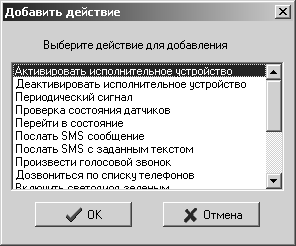 Добавить действие
Выберите действие для добавления
Активировать исполнительное устройство
Деактивировать исполнительное устройство
Периодический сигнал
Проверка состояния датчиков
Перейти в состояние
Послать SMS сообщение
Послать SMS с заданным текстом
Произвести голосовой звонок
Дозвониться по списку телефонов
Включить светодиод зеленым
OK
Отмена